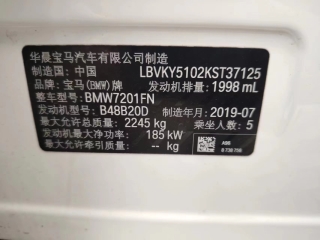 华晨宝马汽车有限公司制造
制造国：中国 LBVKY5102KST37125
品牌：宝马(BMW)牌 发动机排量：1998 mL
整车型号：BMW7201FN
发动机型号：B48B20D 制造年月：2019-07
最大允许总质量：2245 kg 乘坐人数：5
发动机最大净功率：185 kW
最大允许总质量：-- kg
A96